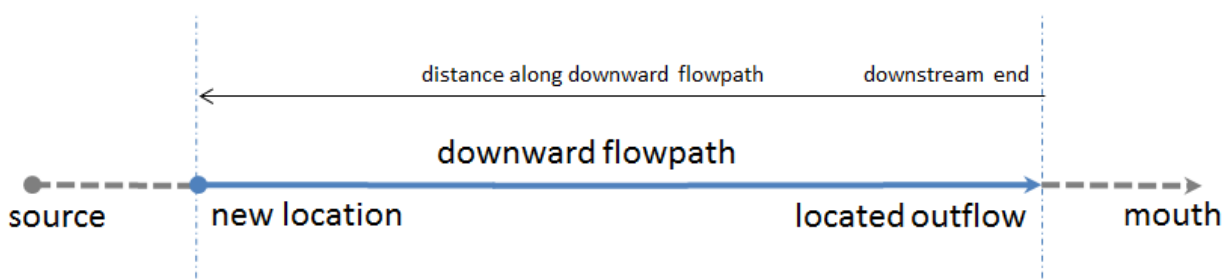 distance along downward flowpath downstream end
downward flowpath
source new location located outflow mouth